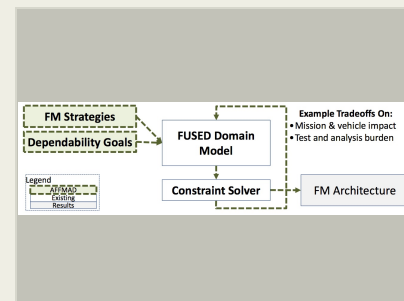 FM Strategies
Dependability Goals
FUSED Domain
Model
Constraint Solver
FM Architecture
Example Tradeoffs On:
• Mission & vehicle impact
• Test and analysis burden
Legend
AFFMAD
Existing
Results